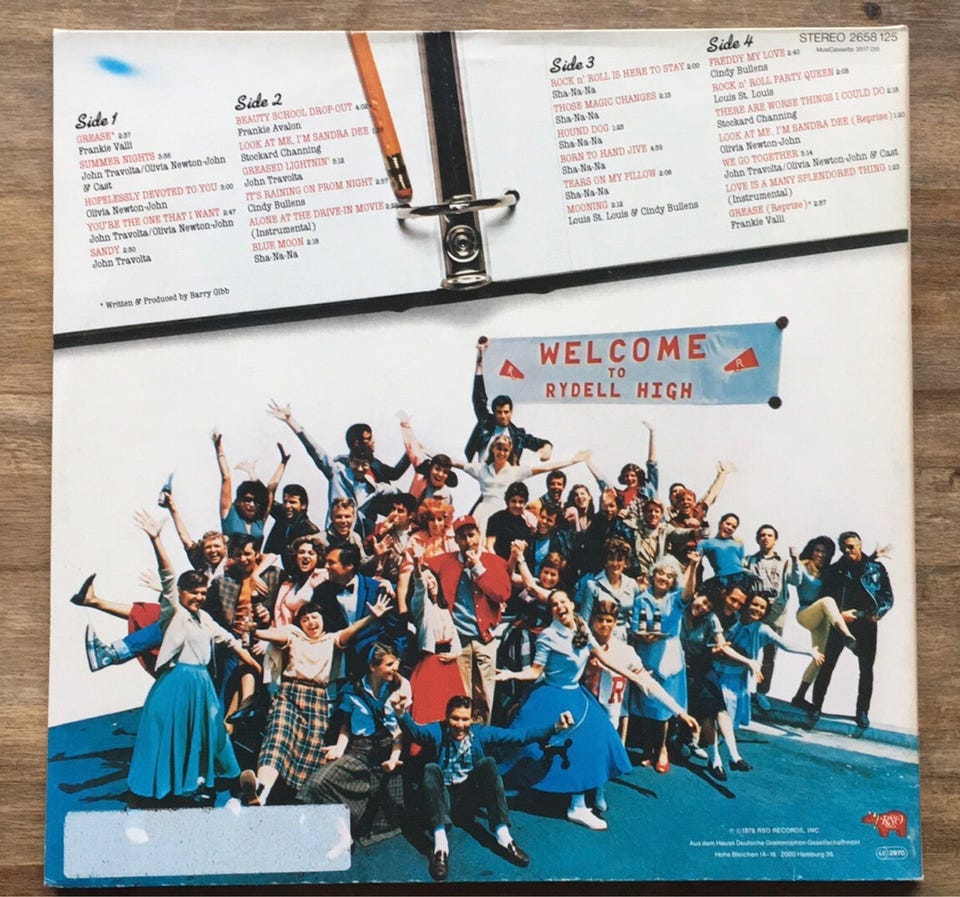 STEREO 2658 125
MusiCassette 3517 015
Side 1
GREASE* 2:37
Frankie Valli
SUMMER NIGHTS 3:36
John Travolta/Olivia Newton-John
& Cast
HOPELESSLY DEVOTED TO YOU 3:00
Olivia Newton-John
YOU'RE THE ONE THAT I WANT 2:47
John Travolta/Olivia Newton-John
SANDY 2:30
John Travolta
* Written & Produced by Barry Gibb
Side 2
BEAUTY SCHOOL DROP-OUT 4:02
Frankie Avalon
LOOK AT ME, I'M SANDRA DEE
Stockard Channing
GREASED LIGHTNIN' 3:12
John Travolta
IT'S RAINING ON PROM NIGHT 2:57
Cindy Bullens
ALONE AT THE DRIVE-IN MOVIE
(Instrumental)
BLUE MOON 2:18
Sha-Na-Na
Side 3
ROCK n' ROLL IS HERE TO STAY 2:00
Sha-Na-Na
THOSE MAGIC CHANGES 2:15
Sha-Na-Na
HOUND DOG 1:23
Sha-Na-Na
BORN TO HAND JIVE 4:39
Sha-Na-Na
TEARS ON MY PILLOW 2:06
Sha-Na-Na
MOONING 2:12
Louis St. Louis & Cindy Bullens
Side 4
FREDDY MY LOVE 2:40
Cindy Bullens
ROCK n' ROLL PARTY QUEEN 2:08
Louis St. Louis
THERE ARE WORSE THINGS I COULD DO 2:18
Stockard Channing
LOOK AT ME, I'M SANDRA DEE (Reprise) 1:20
Olivia Newton-John
WE GO TOGETHER 3:14
John Travolta/Olivia Newton-John & Cast
LOVE IS A MANY SPLENDORED THING 1:23
(Instrumental)
GREASE (Reprise)* 2:37
Frankie Valli
R
WELCOME
TO
RYDELL HIGH
R
R
℗ © 1978 RSO RECORDS, INC.
Aus dem Hause Deutsche Grammophon Gesellschaft mbH
Hohe Bleichen 14-16 2000 Hamburg 36
RSO
LC 2970